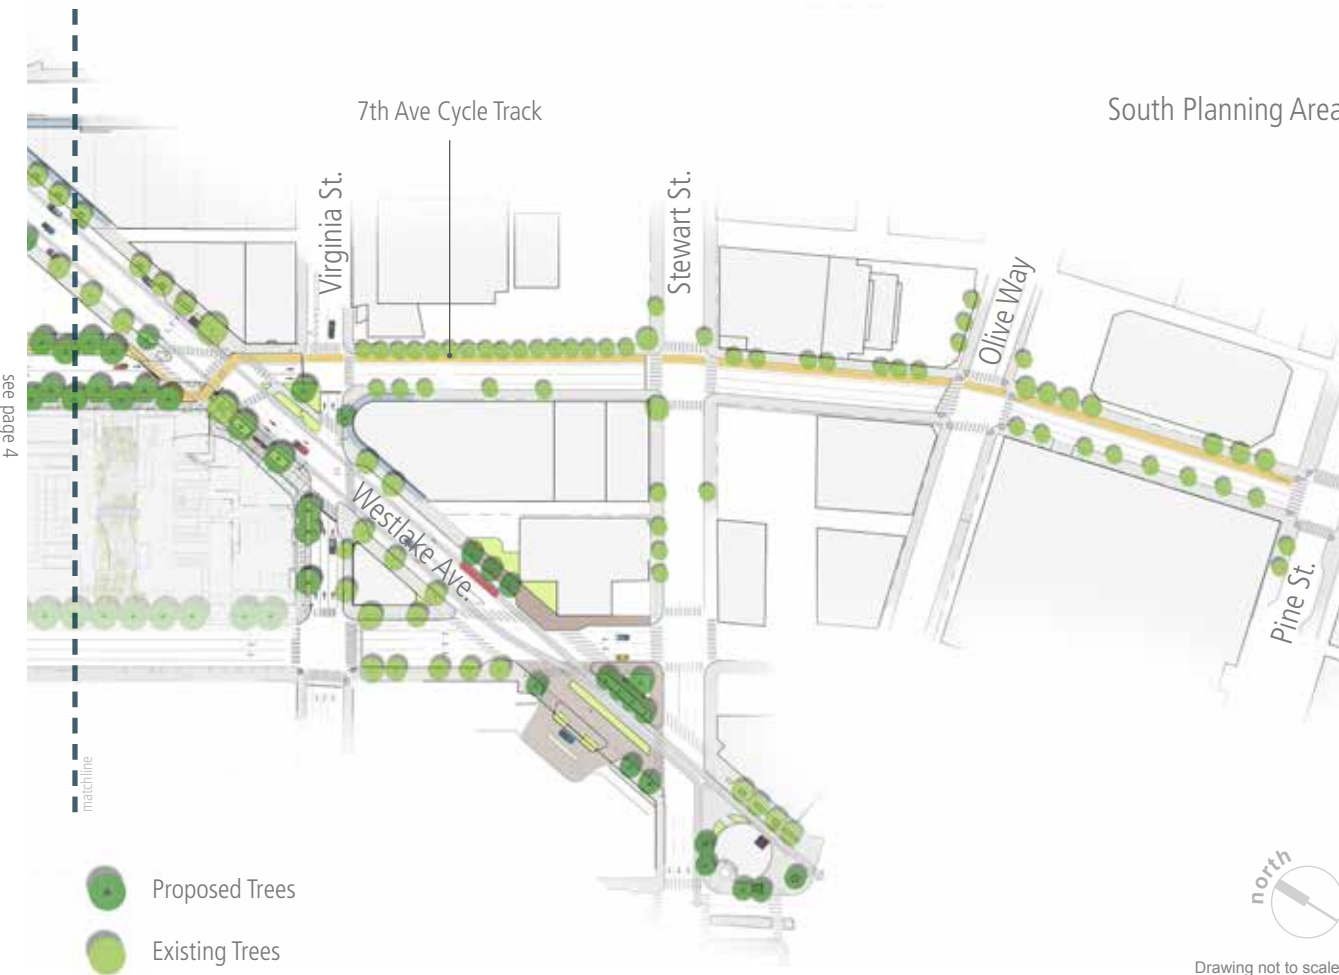 7th Ave Cycle Track
South Planning Area
Virginia St.
Stewart St.
Olive Way
see page 4
Westlake Ave.
Pine St.
matchline
Proposed Trees
Existing Trees
north
Drawing not to scale